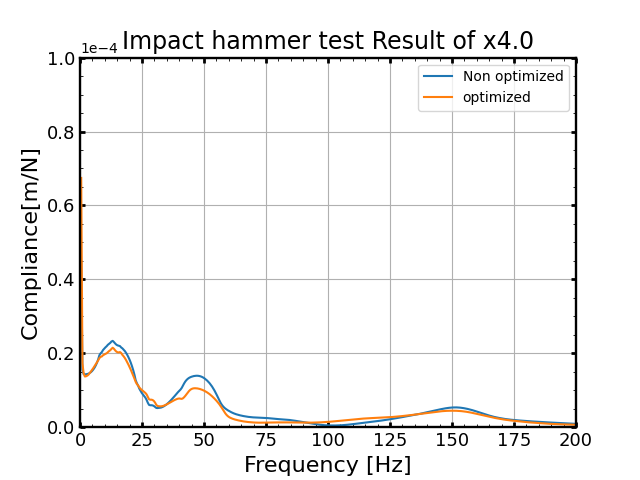 Impact hammer test Result of x4.0
1e−4
Non optimized
optimized
1.0
0.8
0.6
0.4
0.2
0.0
Compliance[m/N]
0 25 50 75 100 125 150 175 200
Frequency [Hz]